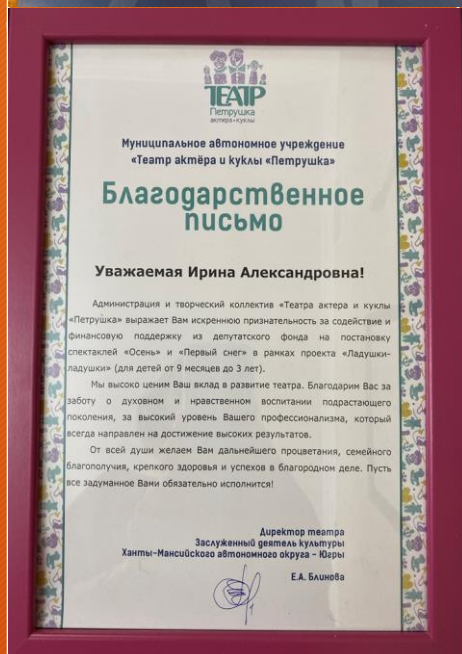 ТЕАТР
Петрушка
актера и куклы
Муниципальное автономное учреждение
«Театр актёра и куклы «Петрушка»
Благодарственное
письмо
Уважаемая Ирина Александровна!
Администрация и творческий коллектив «Театра актера и куклы
«Петрушка» выражает Вам искреннюю признательность за содействие и
финансовую поддержку из депутатского фонда на постановку
спектаклей «Осень» и «Первый снег» в рамках проекта «Ладушки-
ладушки» (для детей от 9 месяцев до 3 лет).
Мы высоко ценим Ваш вклад в развитие театра. Благодарим Вас за
заботу о духовном и нравственном воспитании подрастающего
поколения, за высокий уровень Вашего профессионализма, который
всегда направлен на достижение высоких результатов.
От всей души желаем Вам дальнейшего процветания, семейного
благополучия, крепкого здоровья и успехов в благородном деле. Пусть
все задуманное Вами обязательно исполнится!
Директор театра
Заслуженный деятель культуры
Ханты-Мансийского автономного округа - Югры
Е.А. Блинова